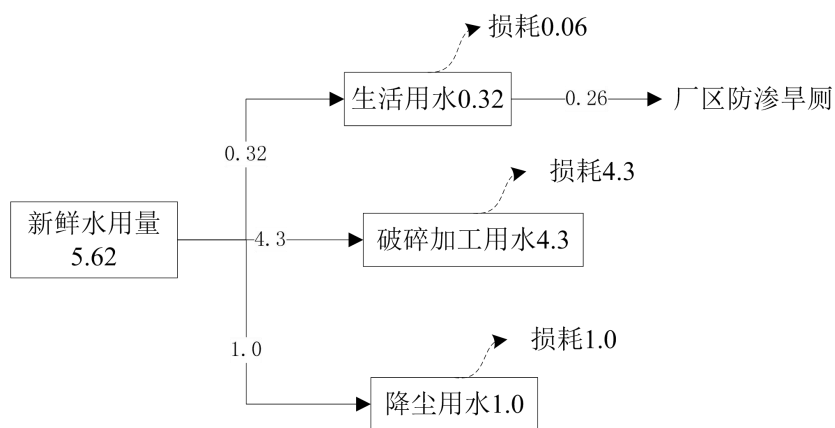 损耗0.06
生活用水0.32
0.26
厂区防渗旱厕
0.32
损耗4.3
新鲜水用量
5.62
4.3
破碎加工用水4.3
损耗1.0
1.0
降尘用水1.0